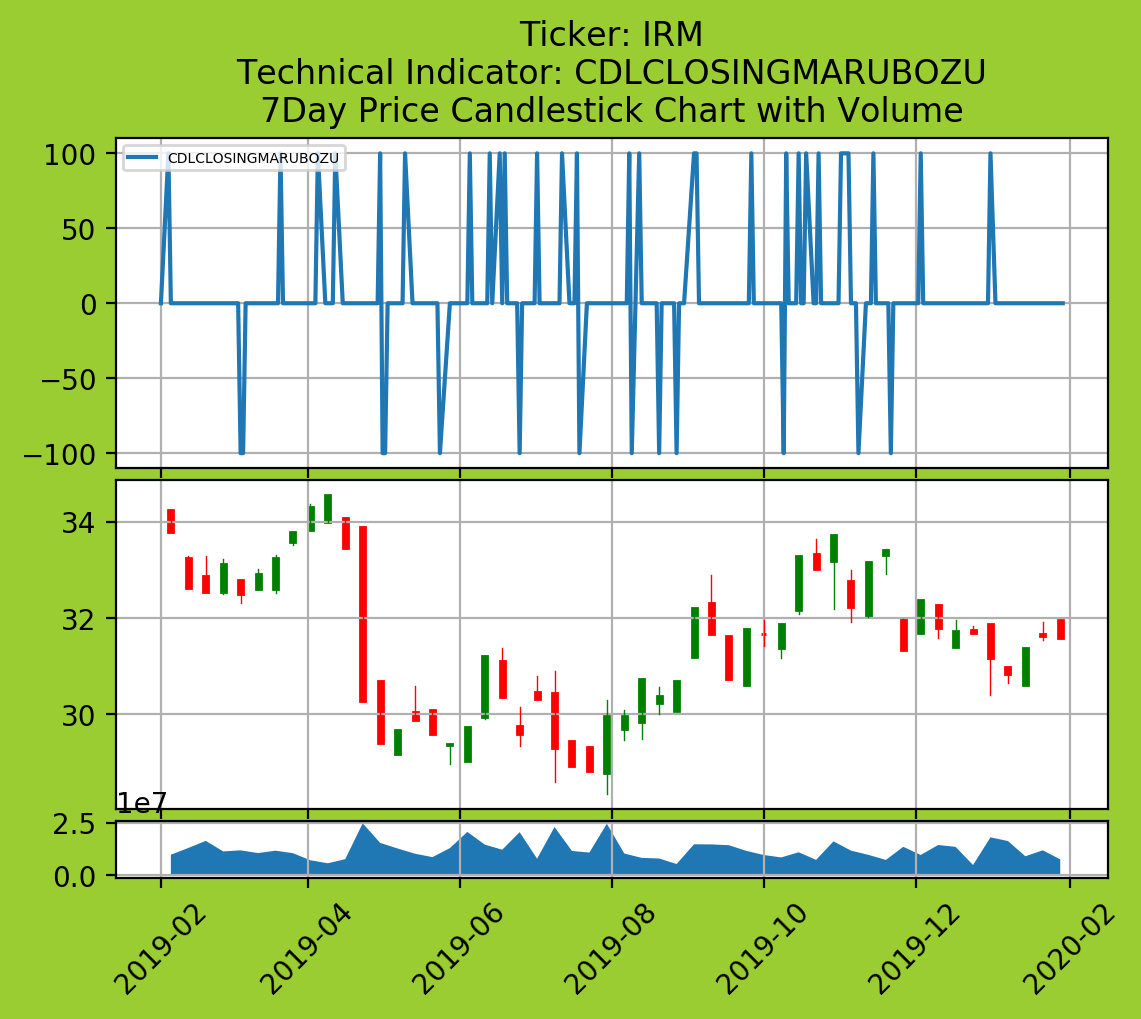 Ticker: IRM
Technical Indicator: CDLCLOSINGMARUBOZU
7Day Price Candlestick Chart with Volume
CDLCLOSINGMARUBOZU
100
50
0
−50
−100
34
32
30
1e7
2.5
0.0
2019-02 2019-04 2019-06 2019-08 2019-10 2019-12 2020-02